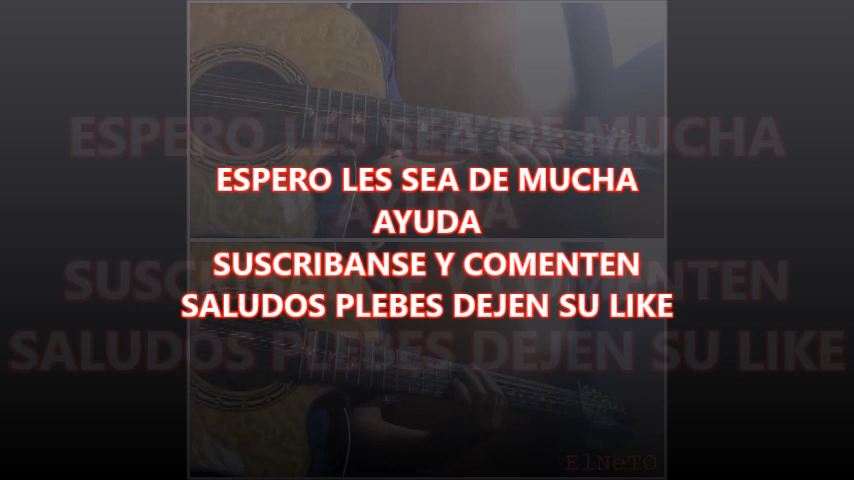 ESPERO LES SEA DE MUCHA
AYUDA
SUSCRIBANSE Y COMENTEN
SALUDOS PLEBES DEJEN SU LIKE
ElNeTO